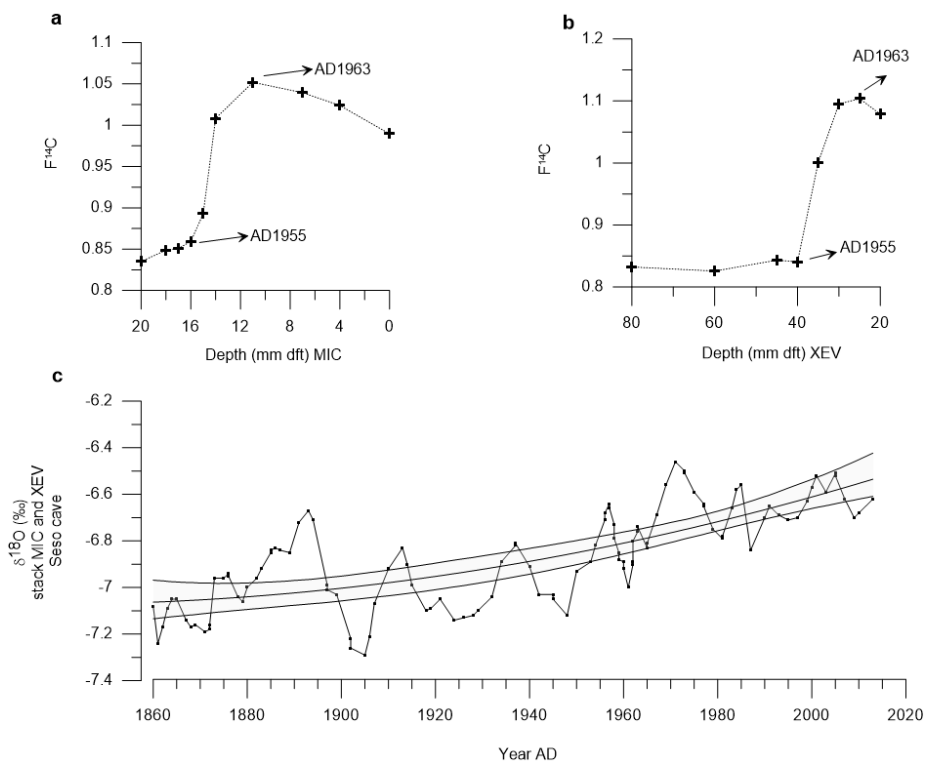 a
1.1
1.05
1
0.95
0.9
0.85
0.8
F¹⁴C
AD1963
AD1955
20
16
12
8
4
0
Depth (mm dft) MIC
b
1.2
1.1
1
0.9
0.8
F¹⁴C
AD1963
AD1955
80
60
40
20
Depth (mm dft) XEV
c
-6.2
-6.4
-6.6
-6.8
-7
-7.2
-7.4
δ¹⁸O (‰)
stack MIC and XEV
Seso cave
1860
1880
1900
1920
1940
1960
1980
2000
2020
Year AD